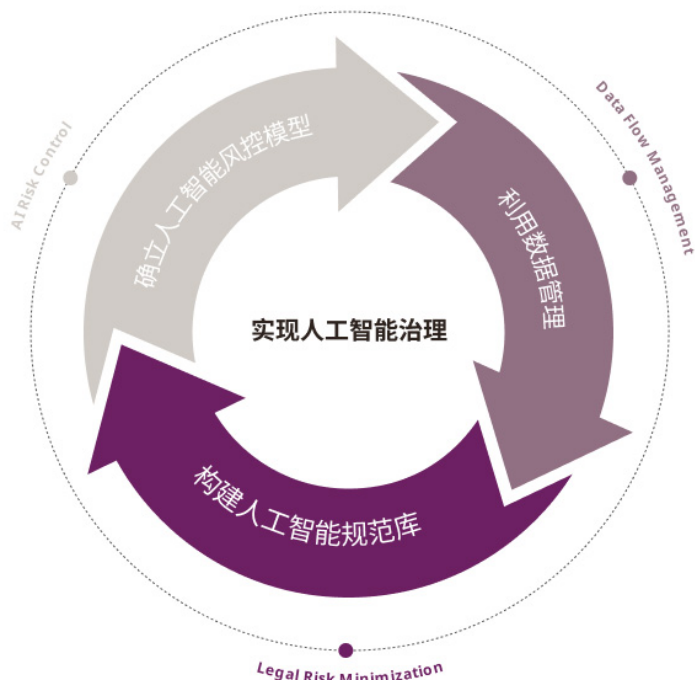 AI Risk Control
确立人工智能风控模型
Data Flow Management
利用数据管理
实现人工智能治理
构建人工智能规范库
Legal Risk Minimization